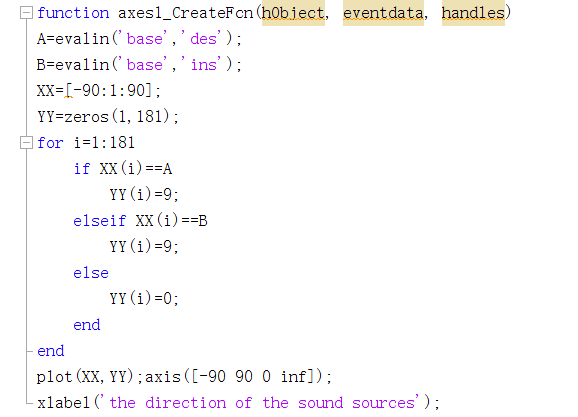 function axes1_CreateFcn(hObject, eventdata, handles)
A=evalin('base','des');
B=evalin('base','ins');
XX=[-90:1:90];
YY=zeros(1,181);
for i=1:181
    if XX(i)==A
        YY(i)=9;
    elseif XX(i)==B
        YY(i)=9;
    else
        YY(i)=0;
    end
end
plot(XX,YY);axis([-90 90 0 inf]);
xlabel('the direction of the sound sources');